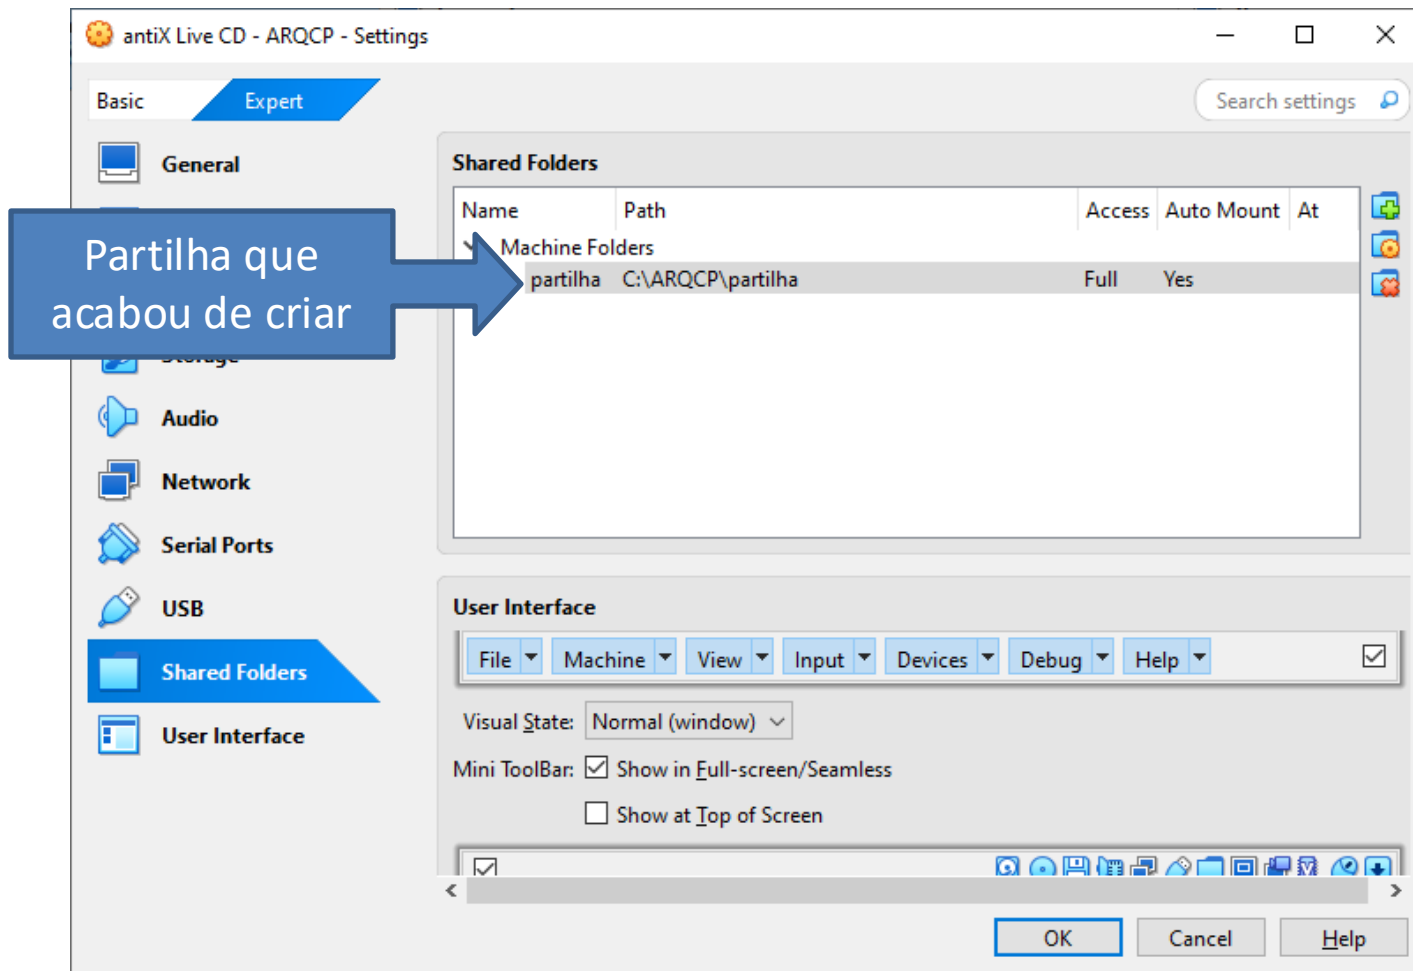 antiX Live CD - ARQCP - Settings
Basic
Expert
Search settings
General
Storage
Audio
Network
Serial Ports
USB
Shared Folders
User Interface
Partilha que
acabou de criar
Shared Folders
Name Path Access Auto Mount At
Machine Folders
partilha C:\ARQCP\partilha Full Yes
User Interface
File Machine View Input Devices Debug Help
Visual State: Normal (window)
Mini ToolBar: Show in Full-screen/Seamless
Show at Top of Screen
OK Cancel Help